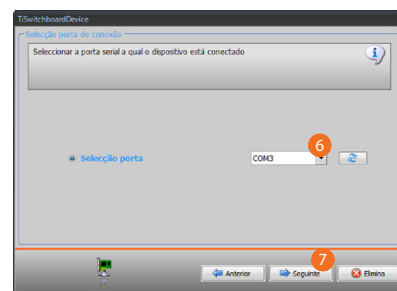 TiSwitchboardDevice
Selecção porta de conexão
Seleccionar a porta serial a qual o dispositivo está conectado
6
Selecção porta
COM3
7
Anterior
Seguinte
Elimina